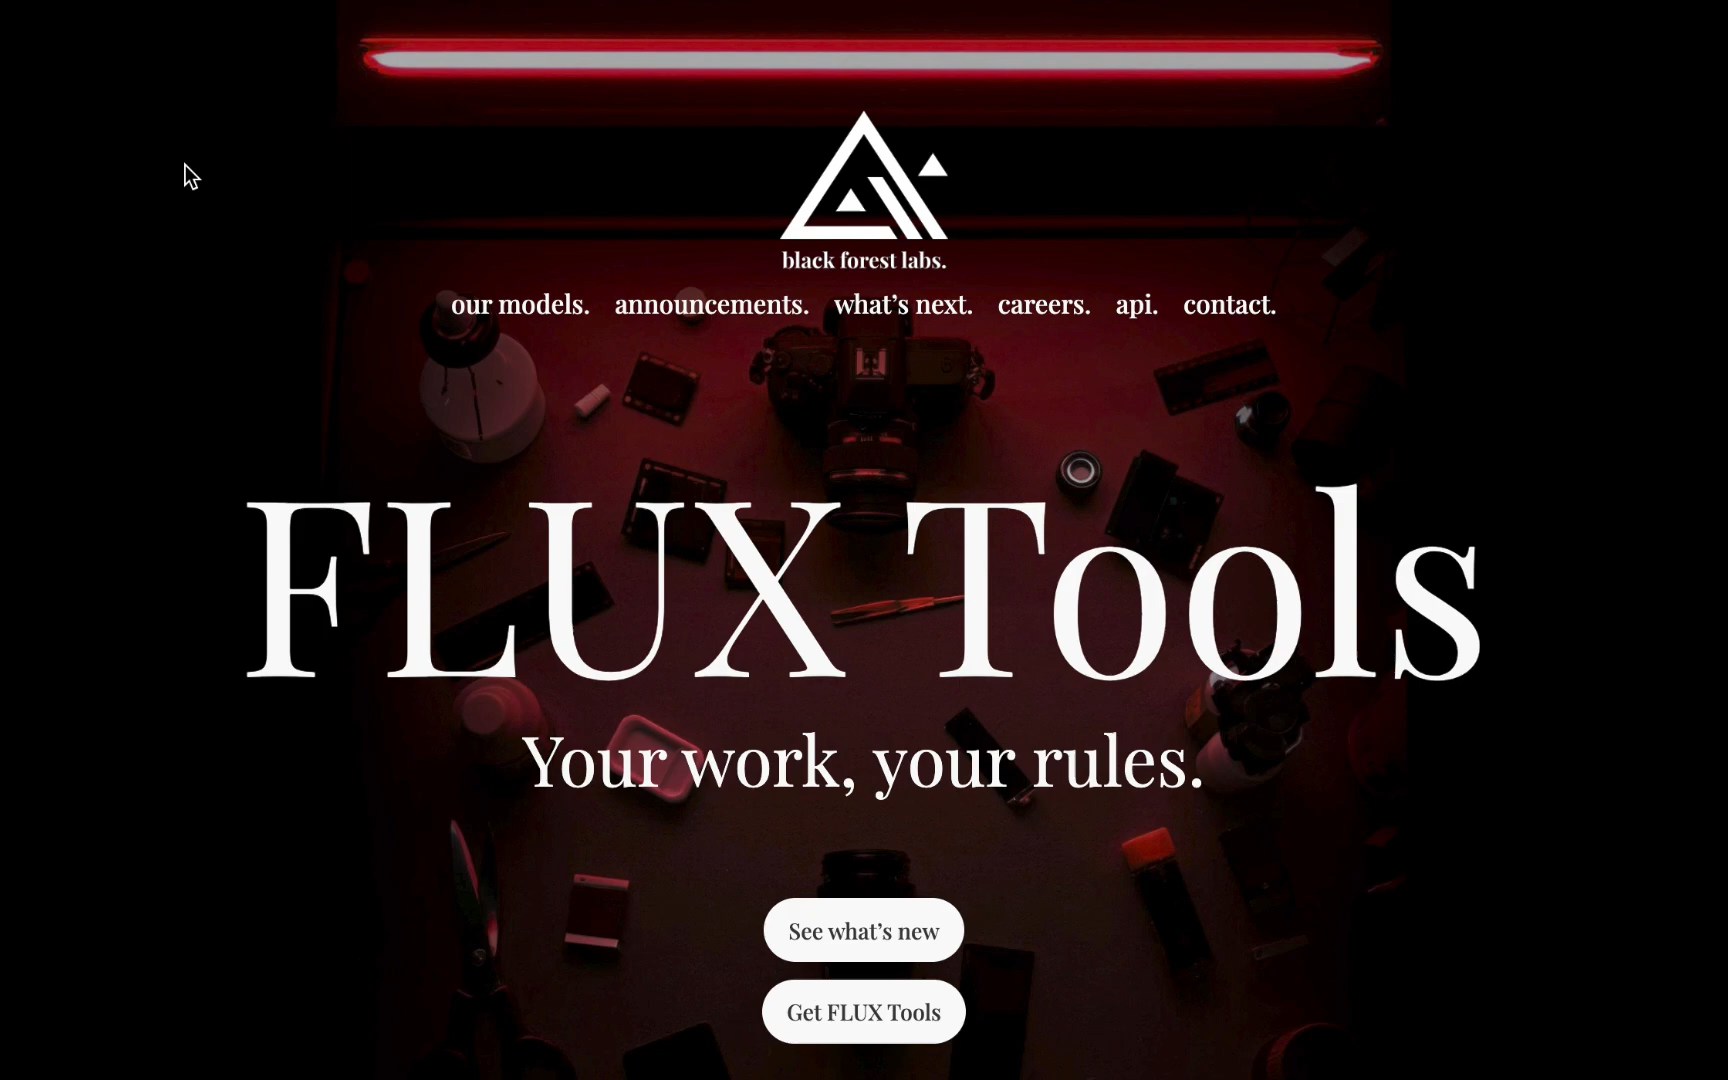 black forest labs.
our models. announcements. what’s next. careers. api. contact.
FLUX Tools
Your work, your rules.
See what’s new
Get FLUX Tools